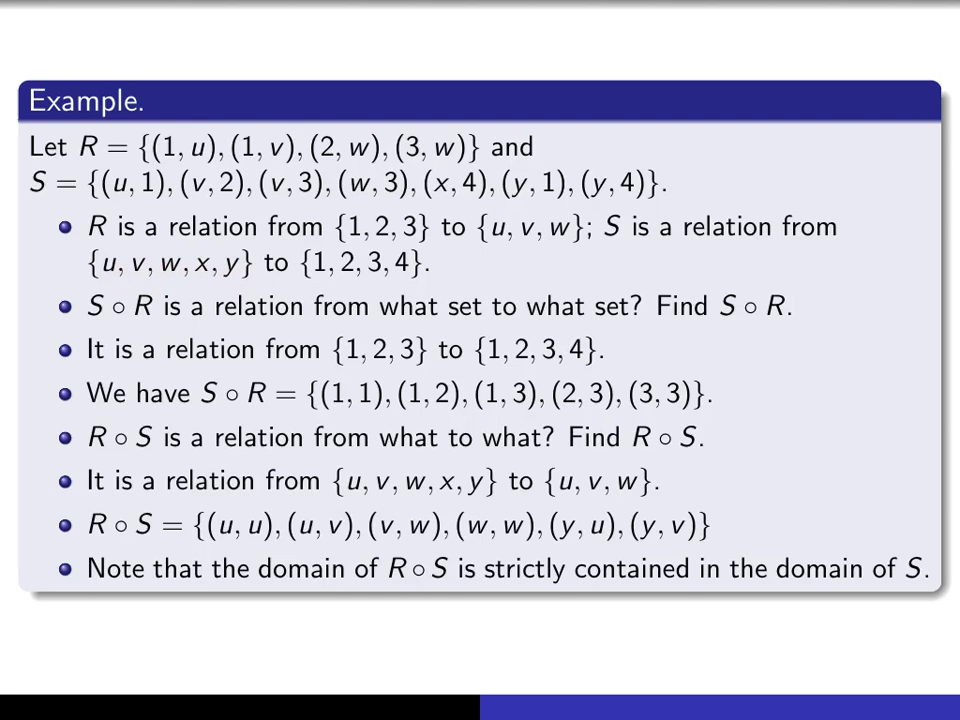 Example.
Let R = {(1, u), (1, v), (2, w), (3, w)} and
S = {(u, 1), (v, 2), (v, 3), (w, 3), (x, 4), (y, 1), (y, 4)}.
R is a relation from {1, 2, 3} to {u, v, w}; S is a relation from
{u, v, w, x, y} to {1, 2, 3, 4}.
S ∘ R is a relation from what set to what set? Find S ∘ R.
It is a relation from {1, 2, 3} to {1, 2, 3, 4}.
We have S ∘ R = {(1, 1), (1, 2), (1, 3), (2, 3), (3, 3)}.
R ∘ S is a relation from what to what? Find R ∘ S.
It is a relation from {u, v, w, x, y} to {u, v, w}.
R ∘ S = {(u, u), (u, v), (v, w), (w, w), (y, u), (y, v)}
Note that the domain of R ∘ S is strictly contained in the domain of S.